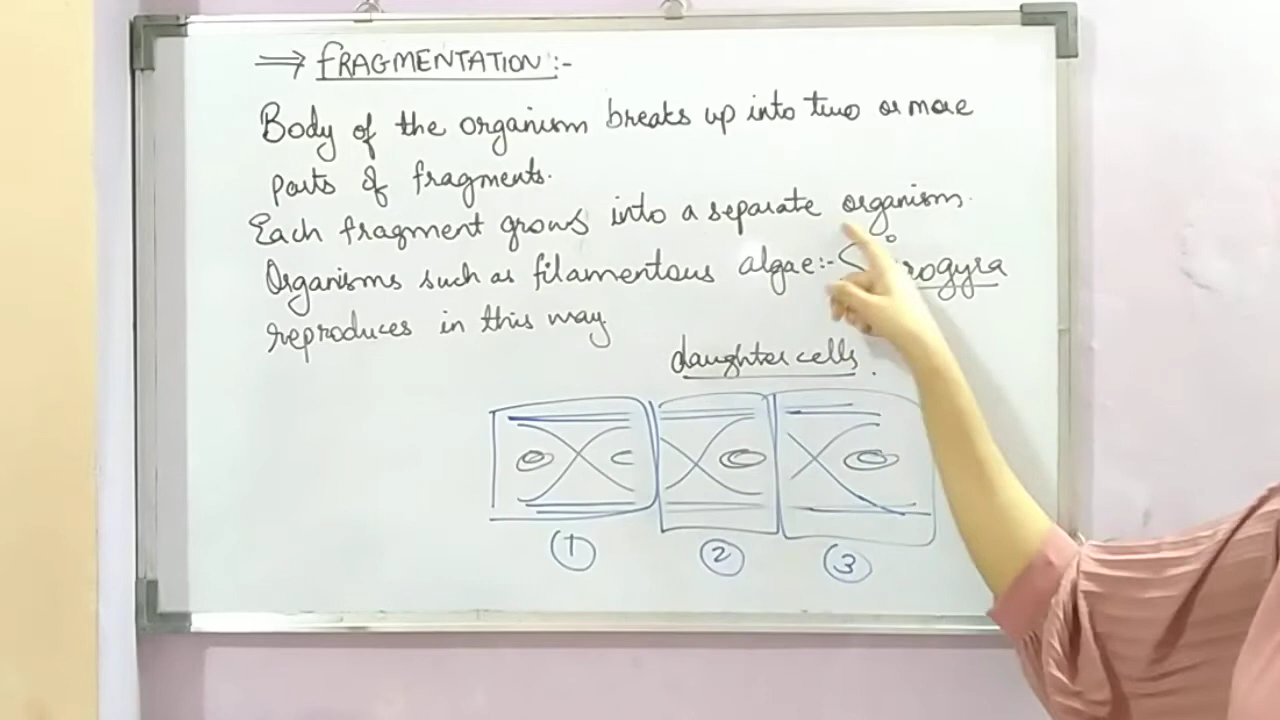 ⇒ FRAGMENTATION :-
Body of the organism breaks up into two or more
parts of fragments.
Each fragment grows into a separate organism.
Organisms such as filamentous algae:- S rogyra
reproduces in this way
daughter cells.
① ② ③